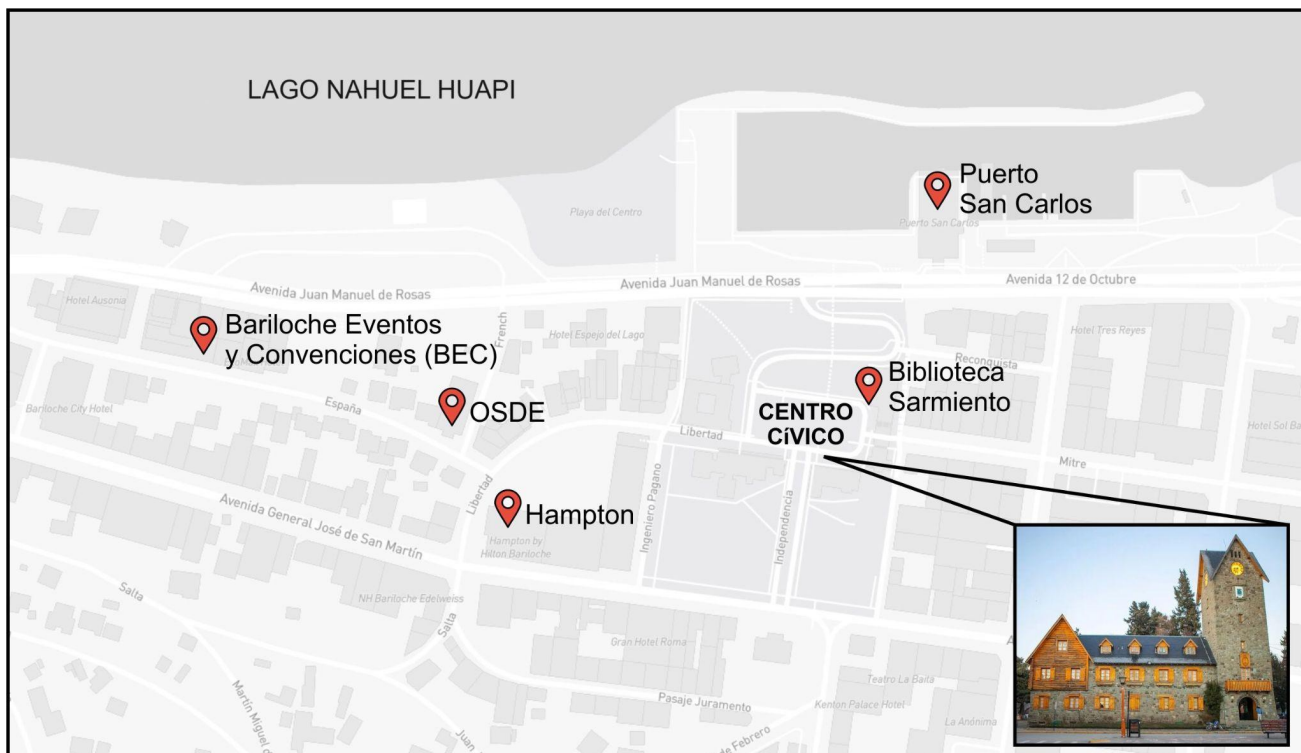 LAGO NAHUEL HUAPI
Puerto
San Carlos
Playa del Centro
Puerto San Carlos
Avenida Juan Manuel de Rosas
Avenida Juan Manuel de Rosas
Avenida 12 de Octubre
Hotel Ausonia
Bariloche Eventos
y Convenciones (BEC)
French
Hotel Espejo del Lago
Hotel Tres Reyes
Reconquista
Biblioteca
Sarmiento
Bariloche City Hotel
España
OSDE
CENTRO
CíVICO
Libertad
Hotel Sol Ba
Mitre
Libertad
Avenida General José de San Martín
Hampton
Hampton by
Hilton Bariloche
Ingeniero Pagano
Independencia
Salta
NH Bariloche Edelweiss
Salta
Gran Hotel Roma
A
Teatro La Baita
Pasaje Juramento
Kenton Palace Hotel
La Anónima
Martín Miguel d
Juan
de Febrero